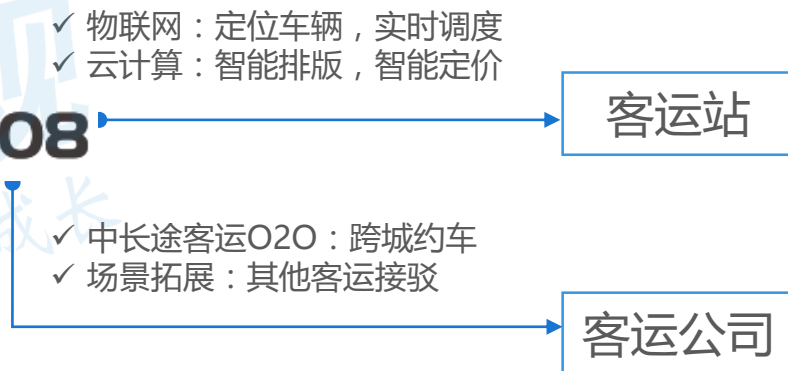 ✓ 物联网：定位车辆，实时调度
✓ 云计算：智能排版，智能定价
客运站
08
✓ 中长途客运O2O：跨城约车
✓ 场景拓展：其他客运接驳
客运公司